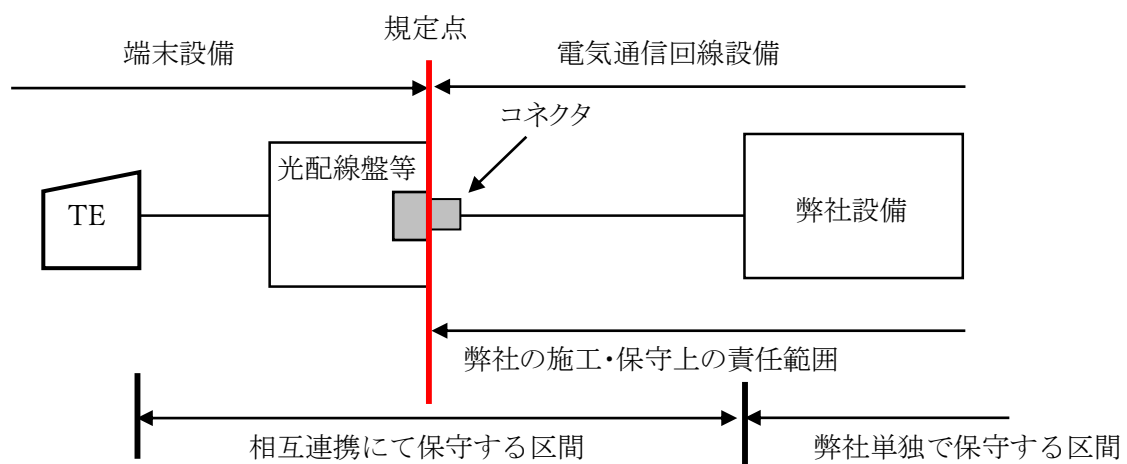 規定点
端末設備
電気通信回線設備
コネクタ
光配線盤等
TE
弊社設備
弊社の施工・保守上の責任範囲
相互連携にて保守する区間
弊社単独で保守する区間